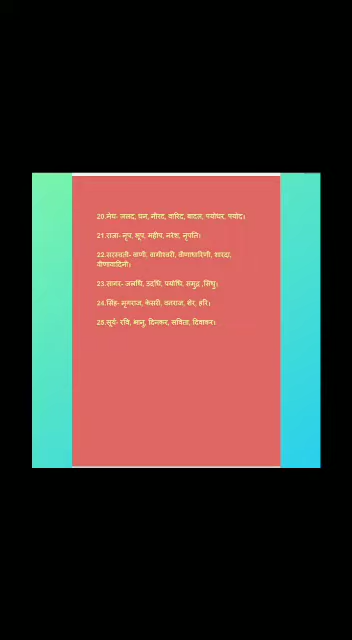 20.मेघ- जलद, घन, नीरद, वारिद, बादल, पयोधर, पयोद।
21.राजा- नृप, भूप, महीप, नरेश, नृपति।
22.सरस्वती- वाणी, वागीश्वरी, वीणाधारिणी, शारदा,
वीणावादिनी।
23.सागर- जलधि, उदधि, पयोधि, समुद्र ,सिंधु।
24.सिंह- मृगराज, केसरी, वनराज, शेर, हरि।
25.सूर्य- रवि, भानु, दिनकर, सविता, दिवाकर।